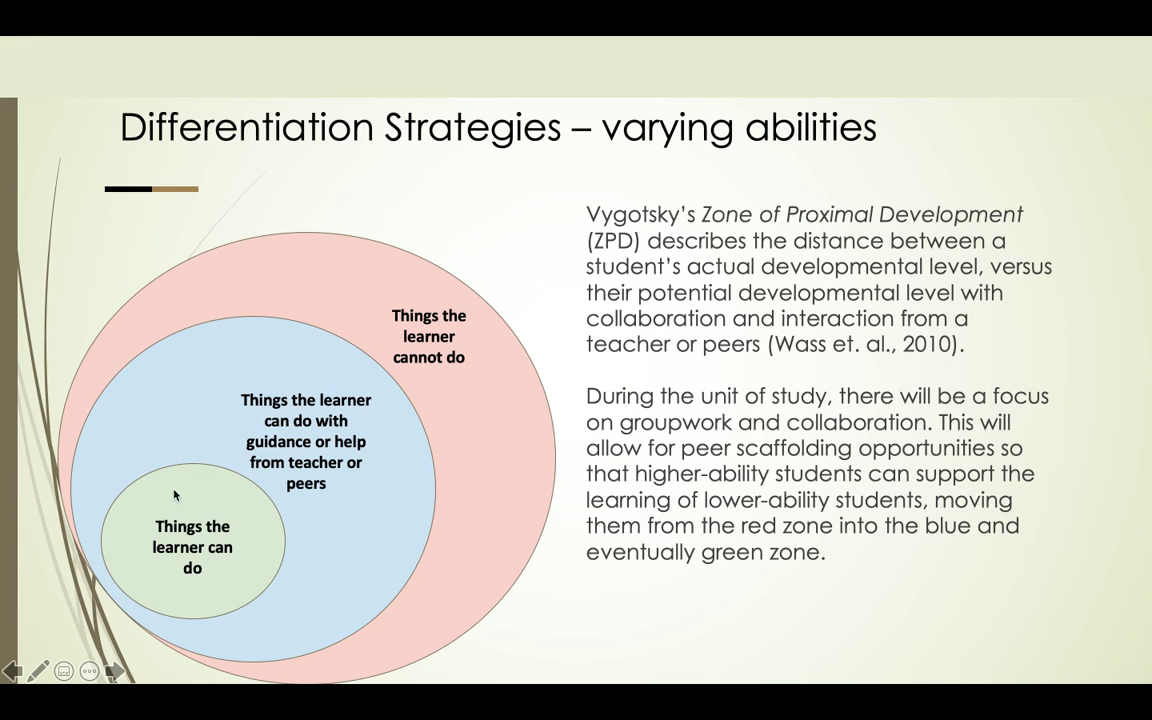 Differentiation Strategies – varying abilities
Things the
learner
cannot do
Things the learner
can do with
guidance or help
from teacher or
peers
Things the
learner can
do
Vygotsky’s Zone of Proximal Development
(ZPD) describes the distance between a
student’s actual developmental level, versus
their potential developmental level with
collaboration and interaction from a
teacher or peers (Wass et. al., 2010).
During the unit of study, there will be a focus
on groupwork and collaboration. This will
allow for peer scaffolding opportunities so
that higher-ability students can support the
learning of lower-ability students, moving
them from the red zone into the blue and
eventually green zone.